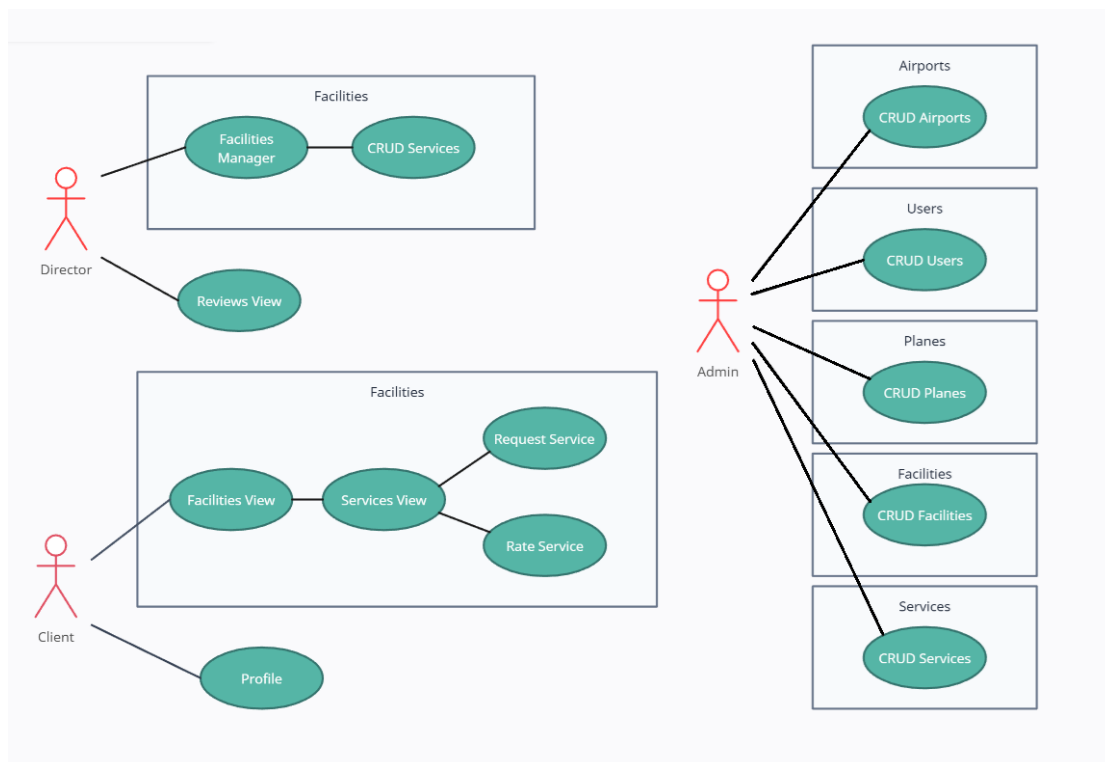 Facilities
Facilities
Manager
CRUD Services
Director
Reviews View
Facilities
Request Service
Facilities View
Services View
Rate Service
Client
Profile
Airports
CRUD Airports
Users
CRUD Users
Admin
Planes
CRUD Planes
Facilities
CRUD Facilities
Services
CRUD Services